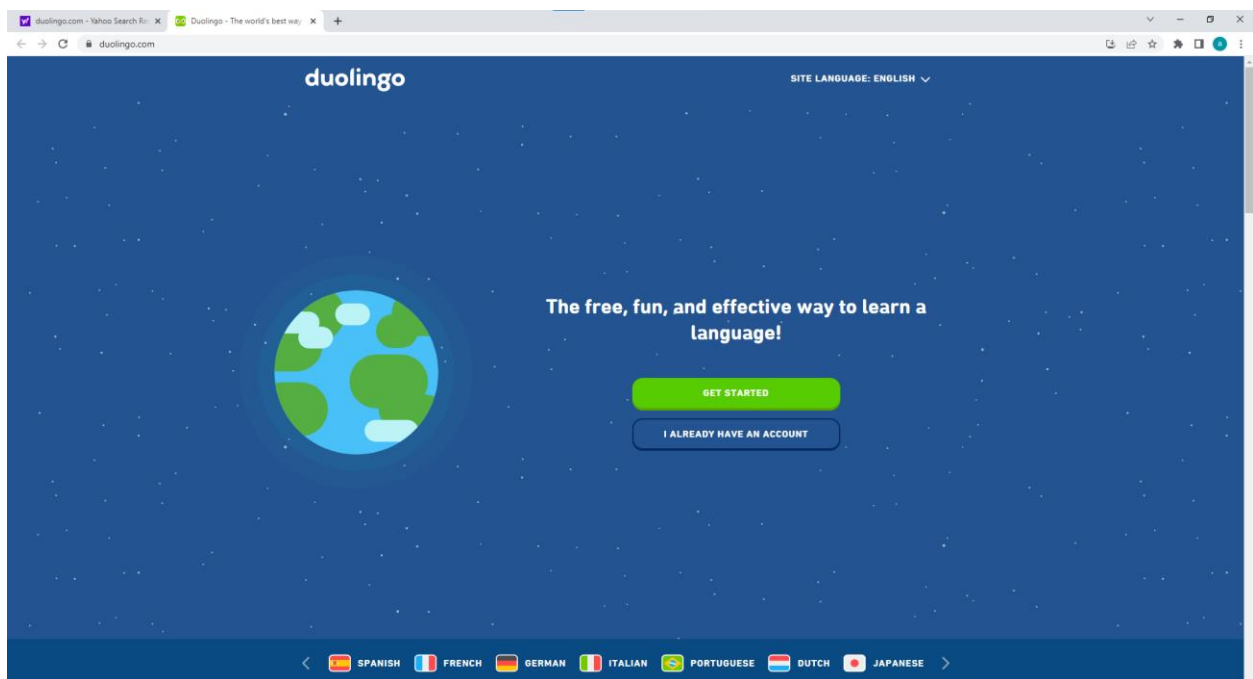 duolingo.com - Yahoo Search Re
Duolingo - The world's best way
duolingo.com
a
duolingo
SITE LANGUAGE: ENGLISH
The free, fun, and effective way to learn a
language!
GET STARTED
I ALREADY HAVE AN ACCOUNT
SPANISH FRENCH GERMAN ITALIAN PORTUGUESE DUTCH JAPANESE